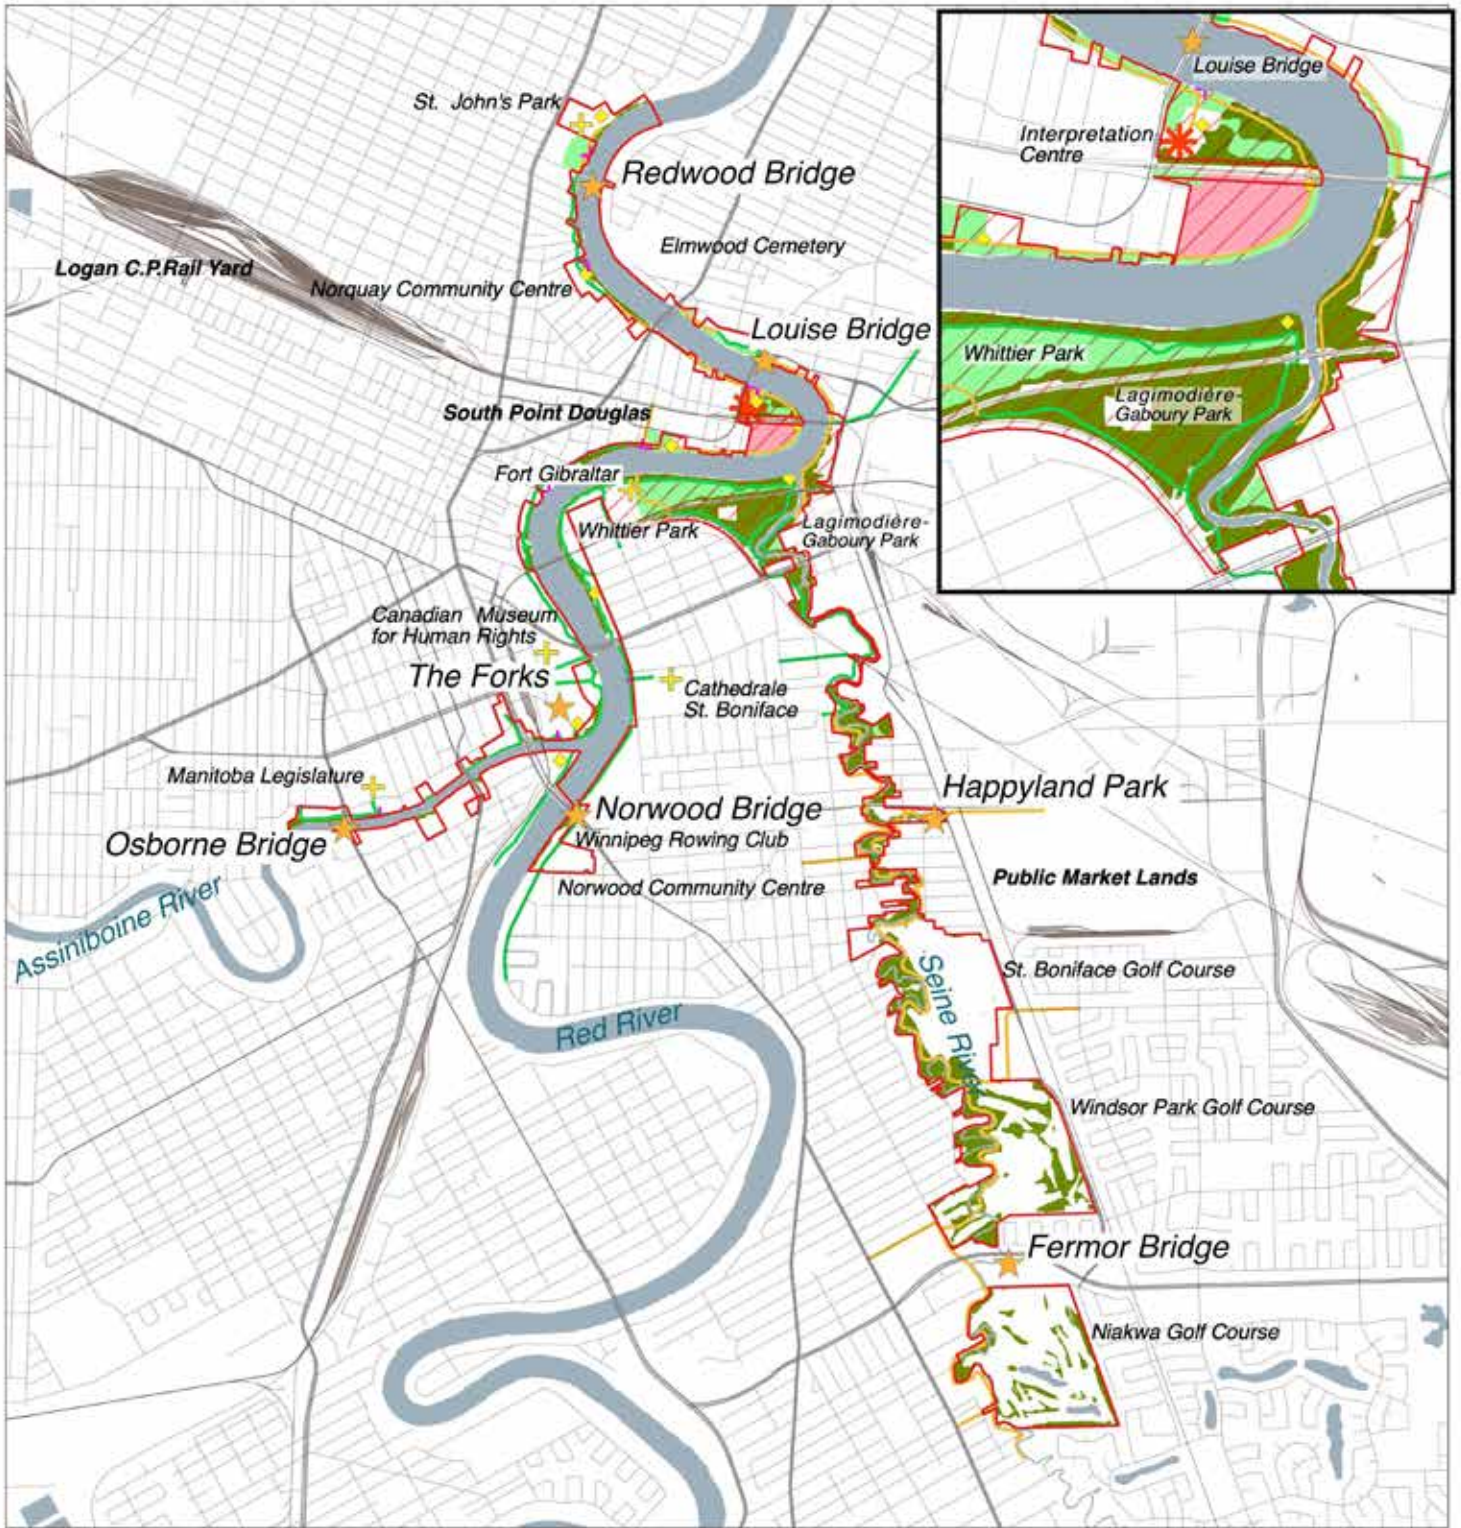 St. John's Park
Redwood Bridge
Elmwood Cemetery
Logan C.P.Rail Yard
Norquay Community Centre
Louise Bridge
South Point Douglas
Fort Gibraltar
Whittier Park
Lagimodière-
Gaboury Park
Canadian Museum
for Human Rights
The Forks
Cathedrale
St. Boniface
Manitoba Legislature
Osborne Bridge
Norwood Bridge
Winnipeg Rowing Club
Norwood Community Centre
Happyland Park
Public Market Lands
Assiniboine River
Red River
Seine River
St. Boniface Golf Course
Windsor Park Golf Course
Fermor Bridge
Niakwa Golf Course
Louise Bridge
Interpretation
Centre
Whittier Park
Lagimodière-
Gaboury Park